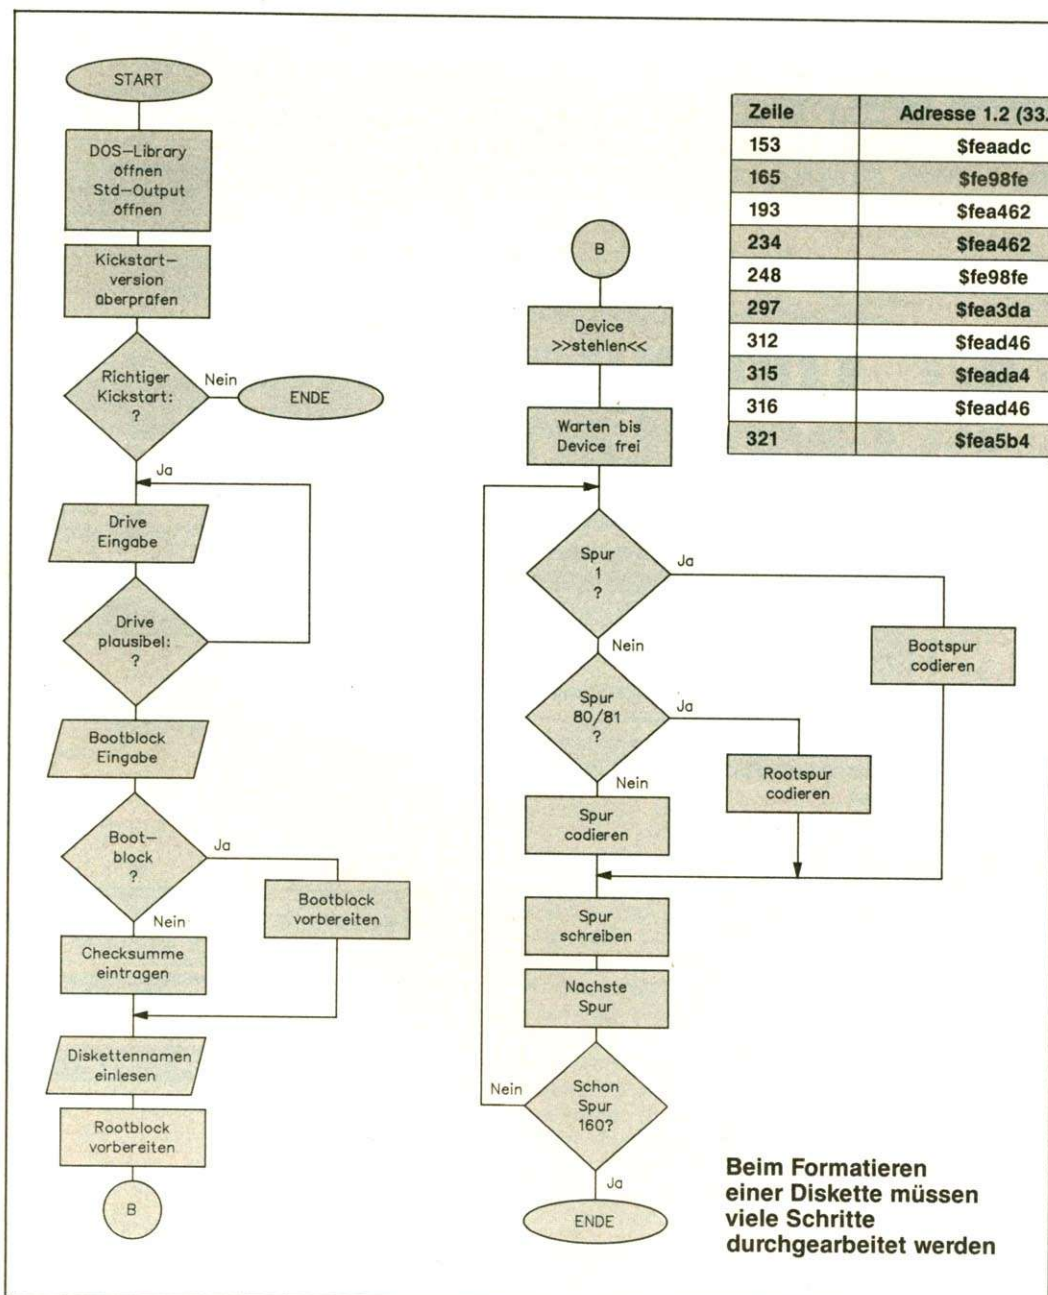 START
DOS-Library
öffnen
Std-Output
öffnen
Kickstart-
version
überprüfen
Richtiger
Kickstart:
?
Nein
ENDE
Ja
Drive
Eingabe
Drive
plausibel:
?
Bootblock
Eingabe
Boot-
block
?
Ja
Bootblock
vorbereiten
Nein
Checksumme
eintragen
Diskettennamen
einlesen
Rootblock
vorbereiten
B
B
Device
>>stehlen<<
Warten bis
Device frei
Spur
1
?
Ja
Bootspur
codieren
Nein
Spur
80/81
?
Ja
Rootspur
codieren
Nein
Spur
codieren
Spur
schreiben
Nächste
Spur
Schon
Spur
160?
Nein
Ja
ENDE
Zeile Adresse 1.2 (33.
153 $feaadc
165 $fe98fe
193 $fea462
234 $fea462
248 $fe98fe
297 $fea3da
312 $fead46
315 $feada4
316 $fead46
321 $fea5b4
Beim Formatieren
einer Diskette müssen
viele Schritte
durchgearbeitet werden